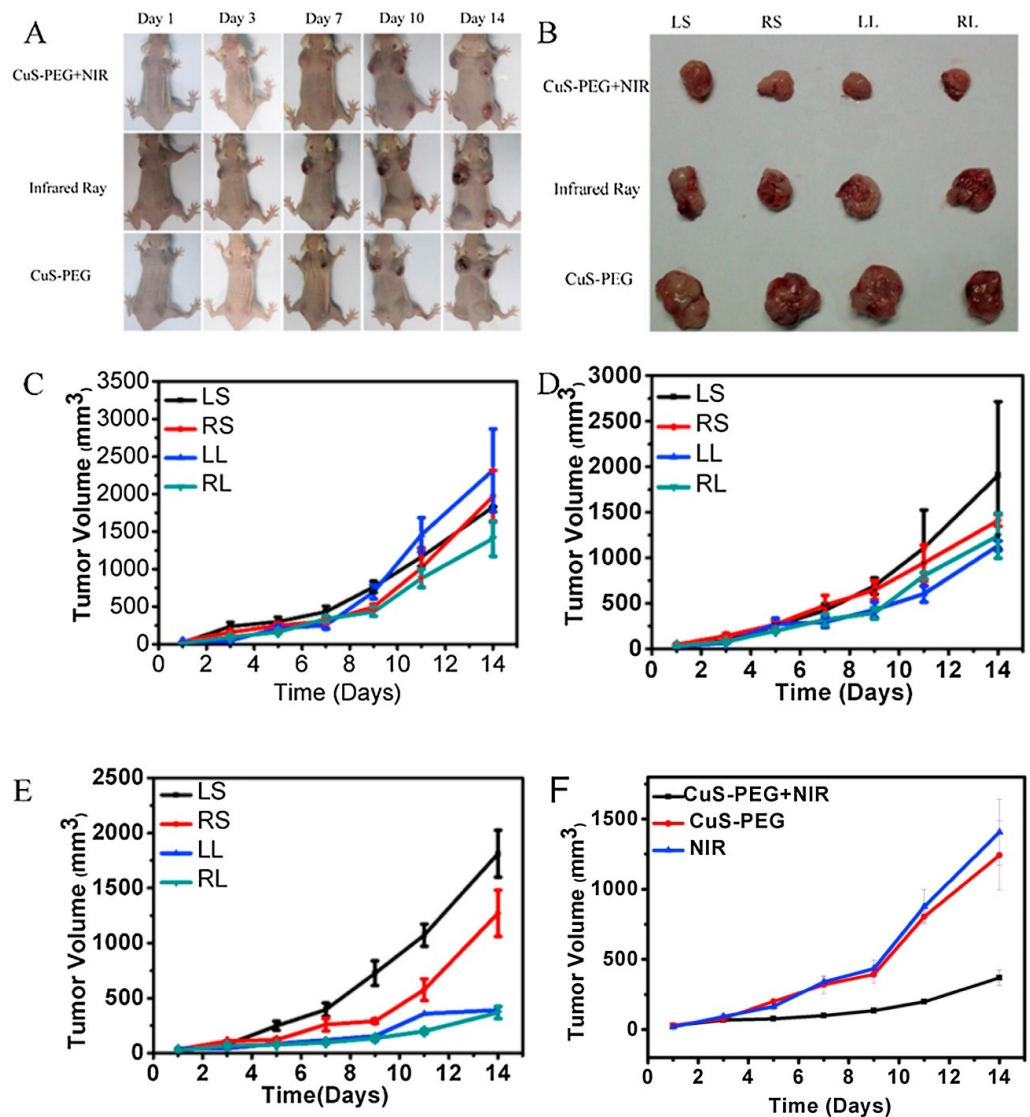 A
Day 1 Day 3 Day 7 Day 10 Day 14
CuS-PEG+NIR
Infrared Ray
CuS-PEG
B
LS RS LL RL
CuS-PEG+NIR
Infrared Ray
CuS-PEG
C
Tumor Volume (mm3)
3500
3000
2500
2000
1500
1000
500
0
LS
RS
LL
RL
0 2 4 6 8 10 12 14
Time (Days)
D
Tumor Volume (mm3)
3000
2500
2000
1500
1000
500
0
LS
RS
LL
RL
0 2 4 6 8 10 12 14
Time (Days)
E
Tumor Volume (mm3)
2500
2000
1500
1000
500
0
LS
RS
LL
RL
0 2 4 6 8 10 12 14
Time(Days)
F
Tumor Volume (mm3)
1500
1000
500
0
CuS-PEG+NIR
CuS-PEG
NIR
0 2 4 6 8 10 12 14
Time (Days)